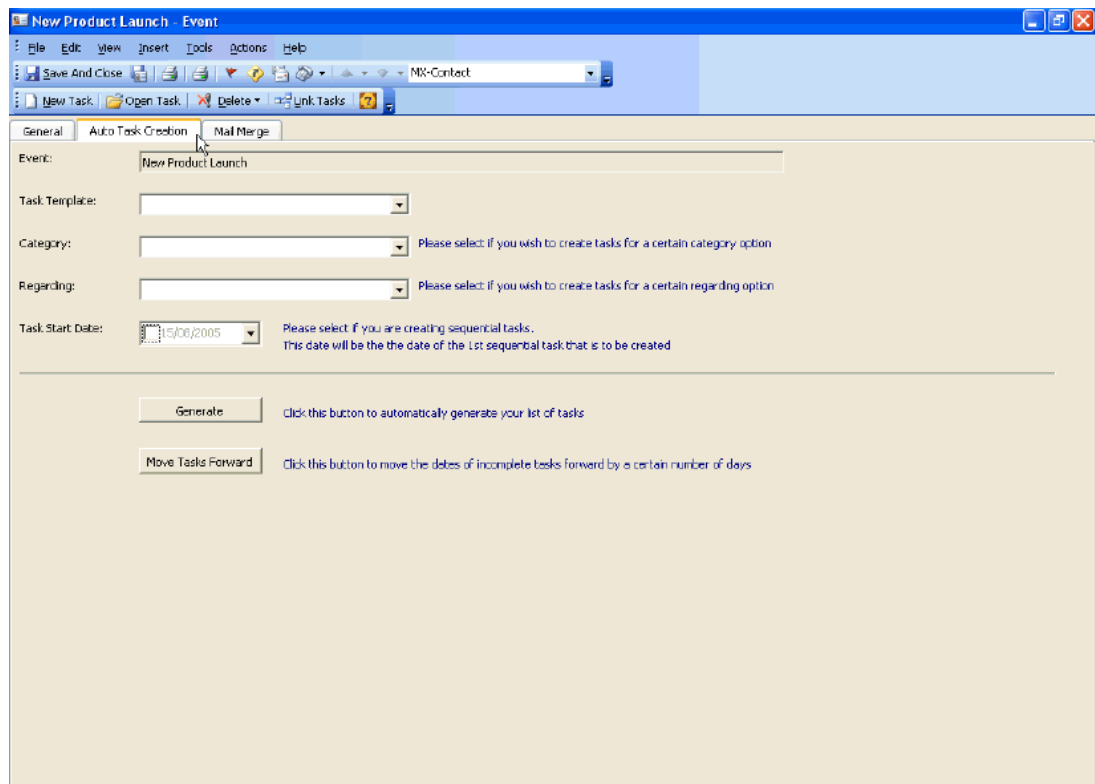 New Product Launch - Event
File Edit View Insert Tools Actions Help
Save And Close MX-Contact
New Task Open Task Delete Link Tasks
General Auto Task Creation Mail Merge
Event: New Product Launch
Task Template:
Category: Please select if you wish to create tasks for a certain category option
Regarding: Please select if you wish to create tasks for a certain regarding option
Task Start Date: 15/06/2005 Please select if you are creating sequential tasks.
This date will be the the date of the 1st sequential task that is to be created
Generate Click this button to automatically generate your list of tasks
Move Tasks Forward Click this button to move the dates of incomplete tasks forward by a certain number of days